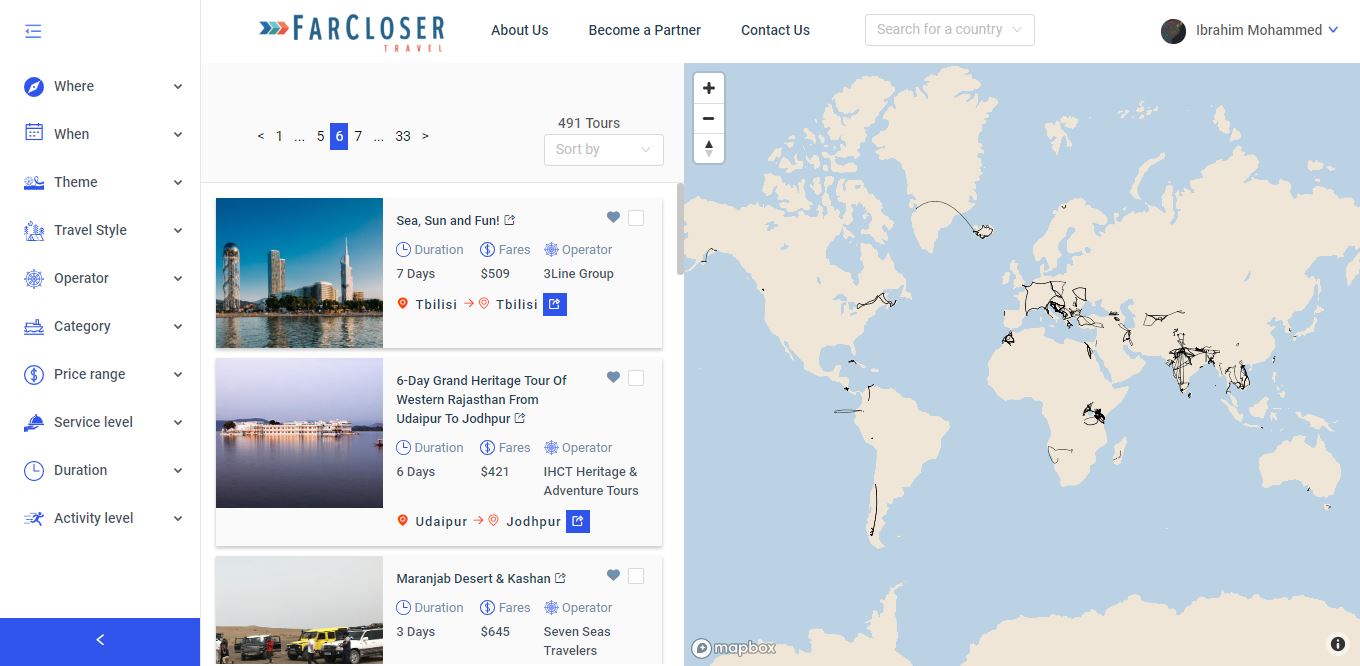 FARCLOSER
TRAVEL
About Us
Become a Partner
Contact Us
Search for a country
Ibrahim Mohammed
Where
When
Theme
Travel Style
Operator
Category
Price range
Service level
Duration
Activity level
<
< 1 ... 5 6 7 ... 33 >
491 Tours
Sort by
Sea, Sun and Fun!
Duration Fares Operator
7 Days $509 3Line Group
Tbilisi Tbilisi
6-Day Grand Heritage Tour Of
Western Rajasthan From
Udaipur To Jodhpur
Duration Fares Operator
6 Days $421 IHCT Heritage &
Adventure Tours
Udaipur Jodhpur
Maranjab Desert & Kashan
Duration Fares Operator
3 Days $645 Seven Seas
Travelers
mapbox